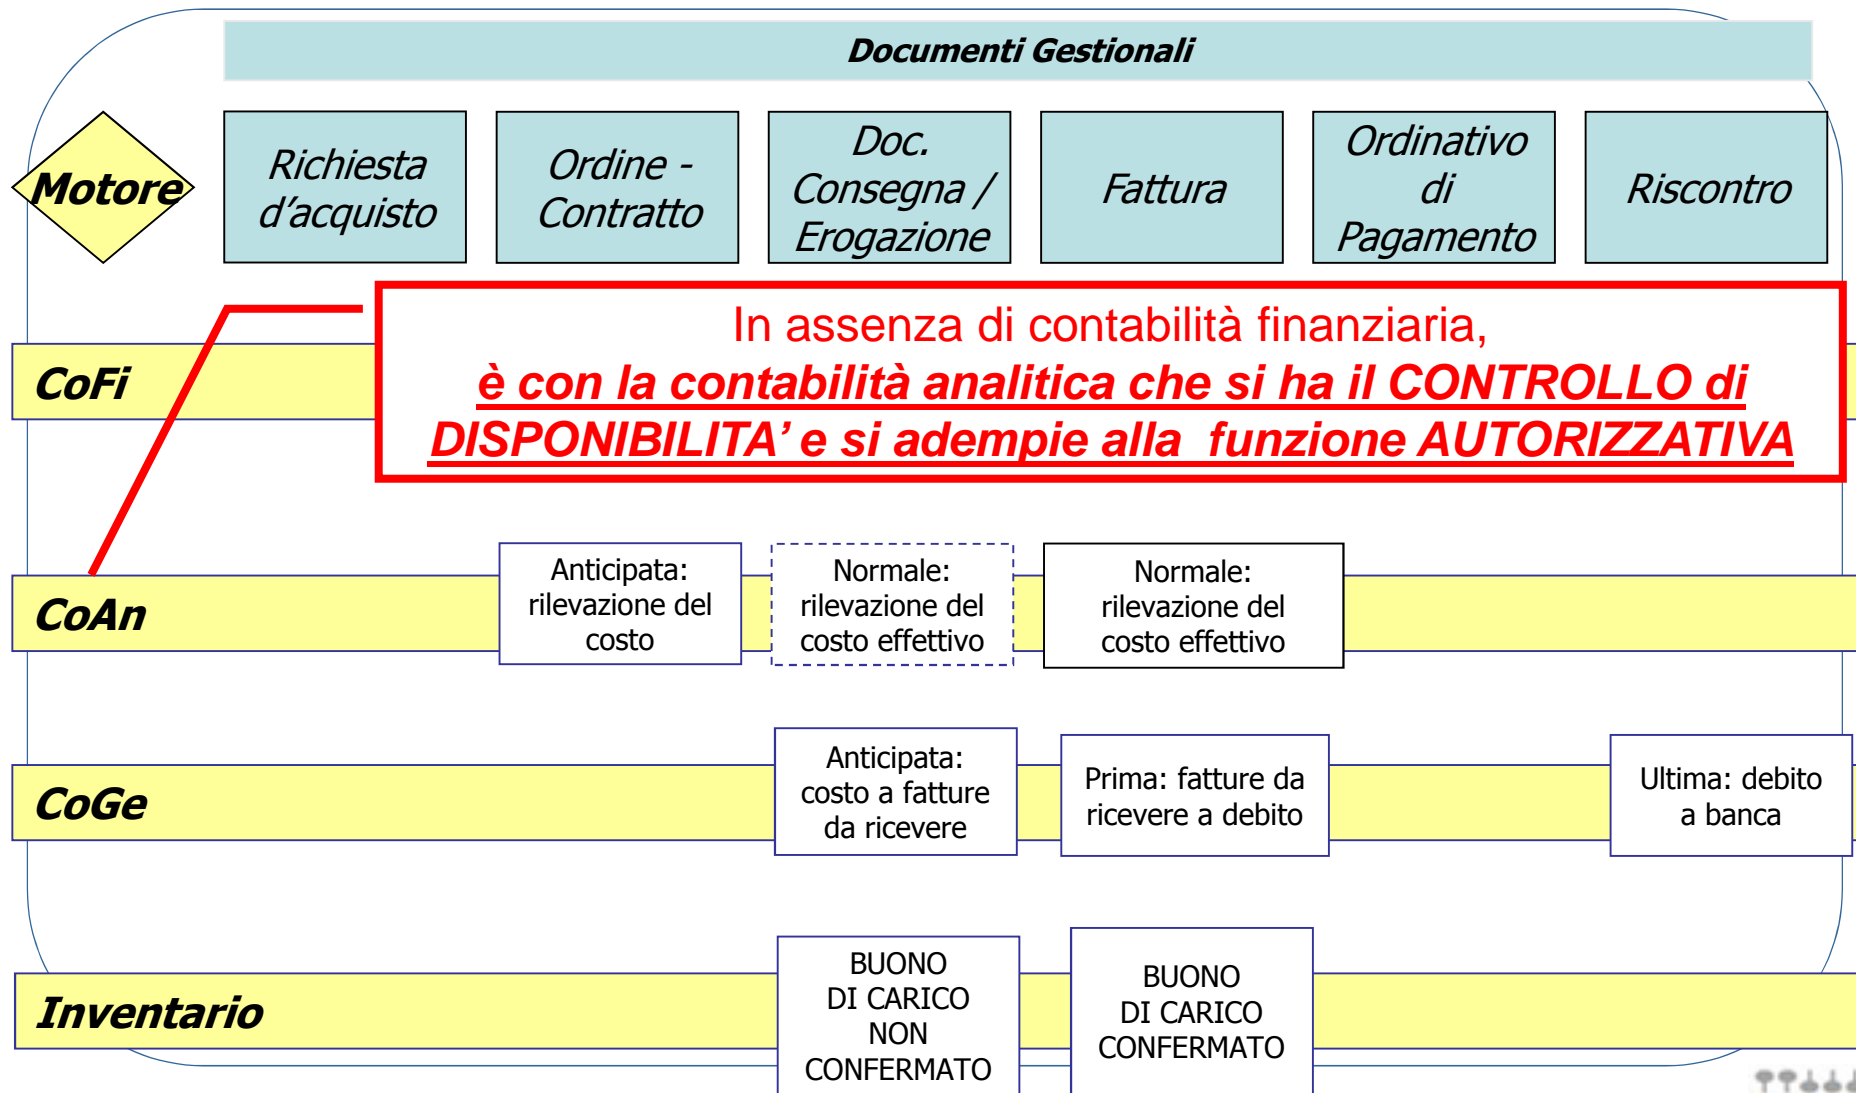 Documenti Gestionali
Motore
Richiesta
d'acquisto
Ordine -
Contratto
Doc.
Consegna /
Erogazione
Fattura
Ordinativo
di
Pagamento
Riscontro
In assenza di contabilità finanziaria,
è con la contabilità analitica che si ha il CONTROLLO di
DISPONIBILITA’ e si adempie alla funzione AUTORIZZATIVA
CoFi
CoAn
Anticipata:
rilevazione del
costo
Normale:
rilevazione del
costo effettivo
Normale:
rilevazione del
costo effettivo
CoGe
Anticipata:
costo a fatture
da ricevere
Prima: fatture da
ricevere a debito
Ultima: debito
a banca
Inventario
BUONO
DI CARICO
NON
CONFERMATO
BUONO
DI CARICO
CONFERMATO